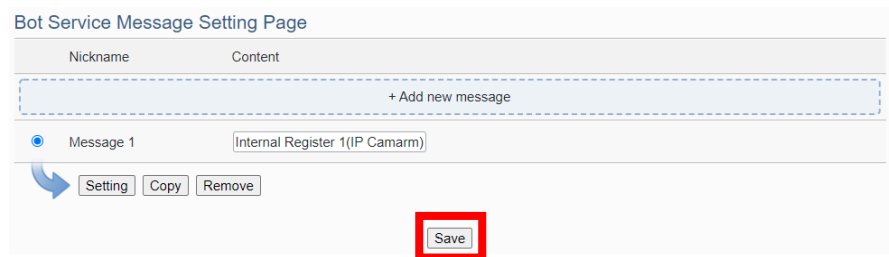 Bot Service Message Setting Page
Nickname Content
+ Add new message
Message 1 Internal Register 1(IP Camarm)
Setting Copy Remove
Save